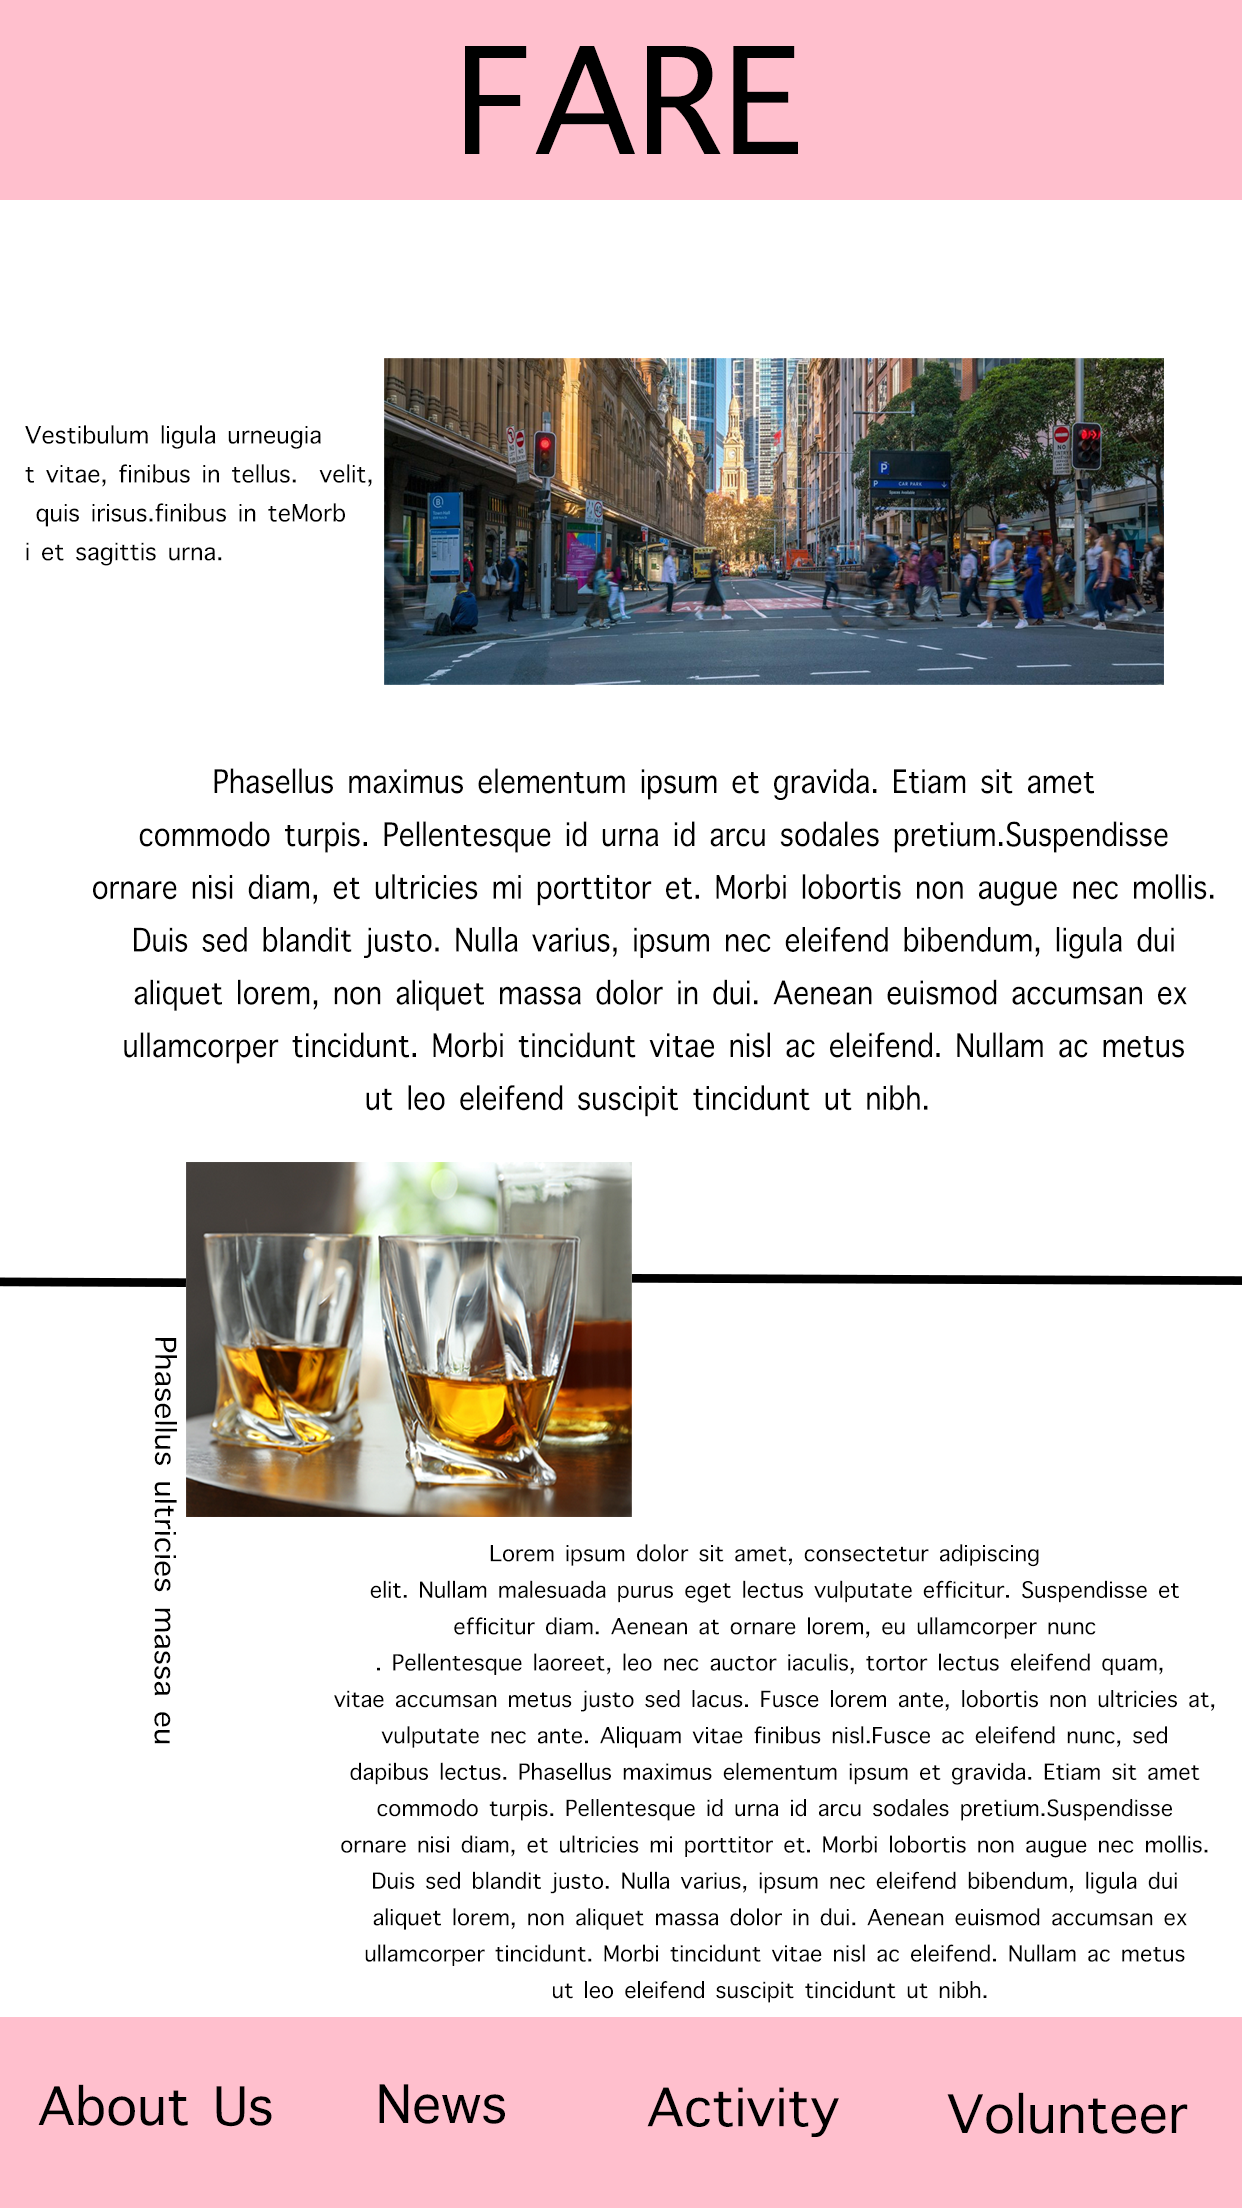 FARE
Vestibulum ligula urneugia
t vitae, finibus in tellus. velit,
quis irisus.finibus in teMorb
i et sagittis urna.
P
P CAR PARK
Phasellus maximus elementum ipsum et gravida. Etiam sit amet
commodo turpis. Pellentesque id urna id arcu sodales pretium.Suspendisse
ornare nisi diam, et ultricies mi porttitor et. Morbi lobortis non augue nec mollis.
Duis sed blandit justo. Nulla varius, ipsum nec eleifend bibendum, ligula dui
aliquet lorem, non aliquet massa dolor in dui. Aenean euismod accumsan ex
ullamcorper tincidunt. Morbi tincidunt vitae nisl ac eleifend. Nullam ac metus
ut leo eleifend suscipit tincidunt ut nibh.
Phasellus ultricies massa eu
Lorem ipsum dolor sit amet, consectetur adipiscing
elit. Nullam malesuada purus eget lectus vulputate efficitur. Suspendisse et
efficitur diam. Aenean at ornare lorem, eu ullamcorper nunc
. Pellentesque laoreet, leo nec auctor iaculis, tortor lectus eleifend quam,
vitae accumsan metus justo sed lacus. Fusce lorem ante, lobortis non ultricies at,
vulputate nec ante. Aliquam vitae finibus nisl.Fusce ac eleifend nunc, sed
dapibus lectus. Phasellus maximus elementum ipsum et gravida. Etiam sit amet
commodo turpis. Pellentesque id urna id arcu sodales pretium.Suspendisse
ornare nisi diam, et ultricies mi porttitor et. Morbi lobortis non augue nec mollis.
Duis sed blandit justo. Nulla varius, ipsum nec eleifend bibendum, ligula dui
aliquet lorem, non aliquet massa dolor in dui. Aenean euismod accumsan ex
ullamcorper tincidunt. Morbi tincidunt vitae nisl ac eleifend. Nullam ac metus
ut leo eleifend suscipit tincidunt ut nibh.
About Us
News
Activity
Volunteer